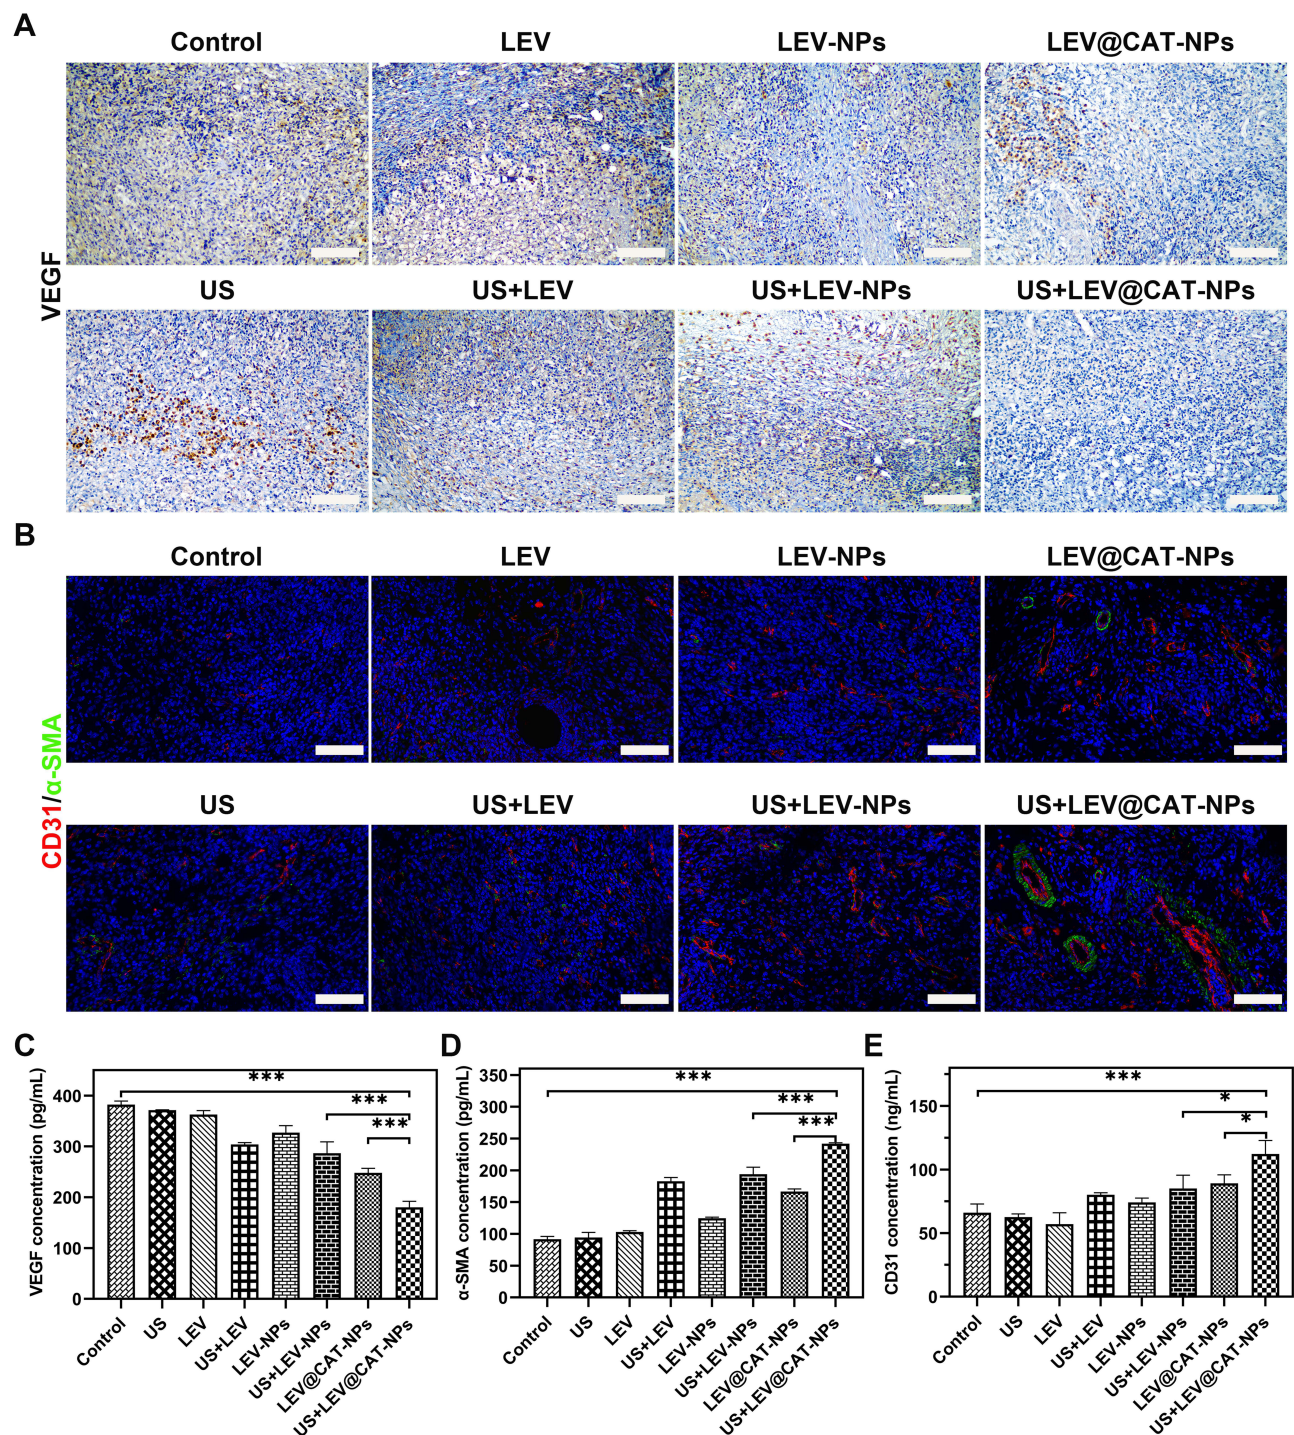 A
Control LEV LEV-NPs LEV@CAT-NPs
VEGF
US US+LEV US+LEV-NPs US+LEV@CAT-NPs
B
Control LEV LEV-NPs LEV@CAT-NPs
CD31/α-SMA
US US+LEV US+LEV-NPs US+LEV@CAT-NPs
C
VEGF concentration (pg/mL)
400
300
200
100
0
***
***
***
Control US LEV US+LEV LEV-NPs US+LEV-NPs LEV@CAT-NPs US+LEV@CAT-NPs
D
α-SMA concentration (pg/mL)
350
300
250
200
150
100
50
0
***
***
***
Control US LEV US+LEV LEV-NPs US+LEV-NPs LEV@CAT-NPs US+LEV@CAT-NPs
E
CD31 concentration (ng/mL)
150
100
50
0
***
*
*
Control US LEV US+LEV LEV-NPs US+LEV-NPs LEV@CAT-NPs US+LEV@CAT-NPs